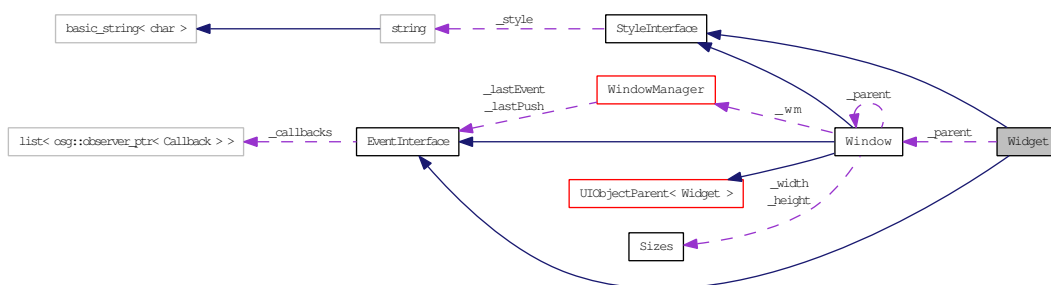 basic_string< char >
string
_style
StyleInterface
_lastEvent
_lastPush
WindowManager
_wm
_parent
list< osg::observer_ptr< Callback > >
_callbacks
EventInterface
Window
_parent
Widget
UIObjectParent< Widget >
_width
_height
Sizes